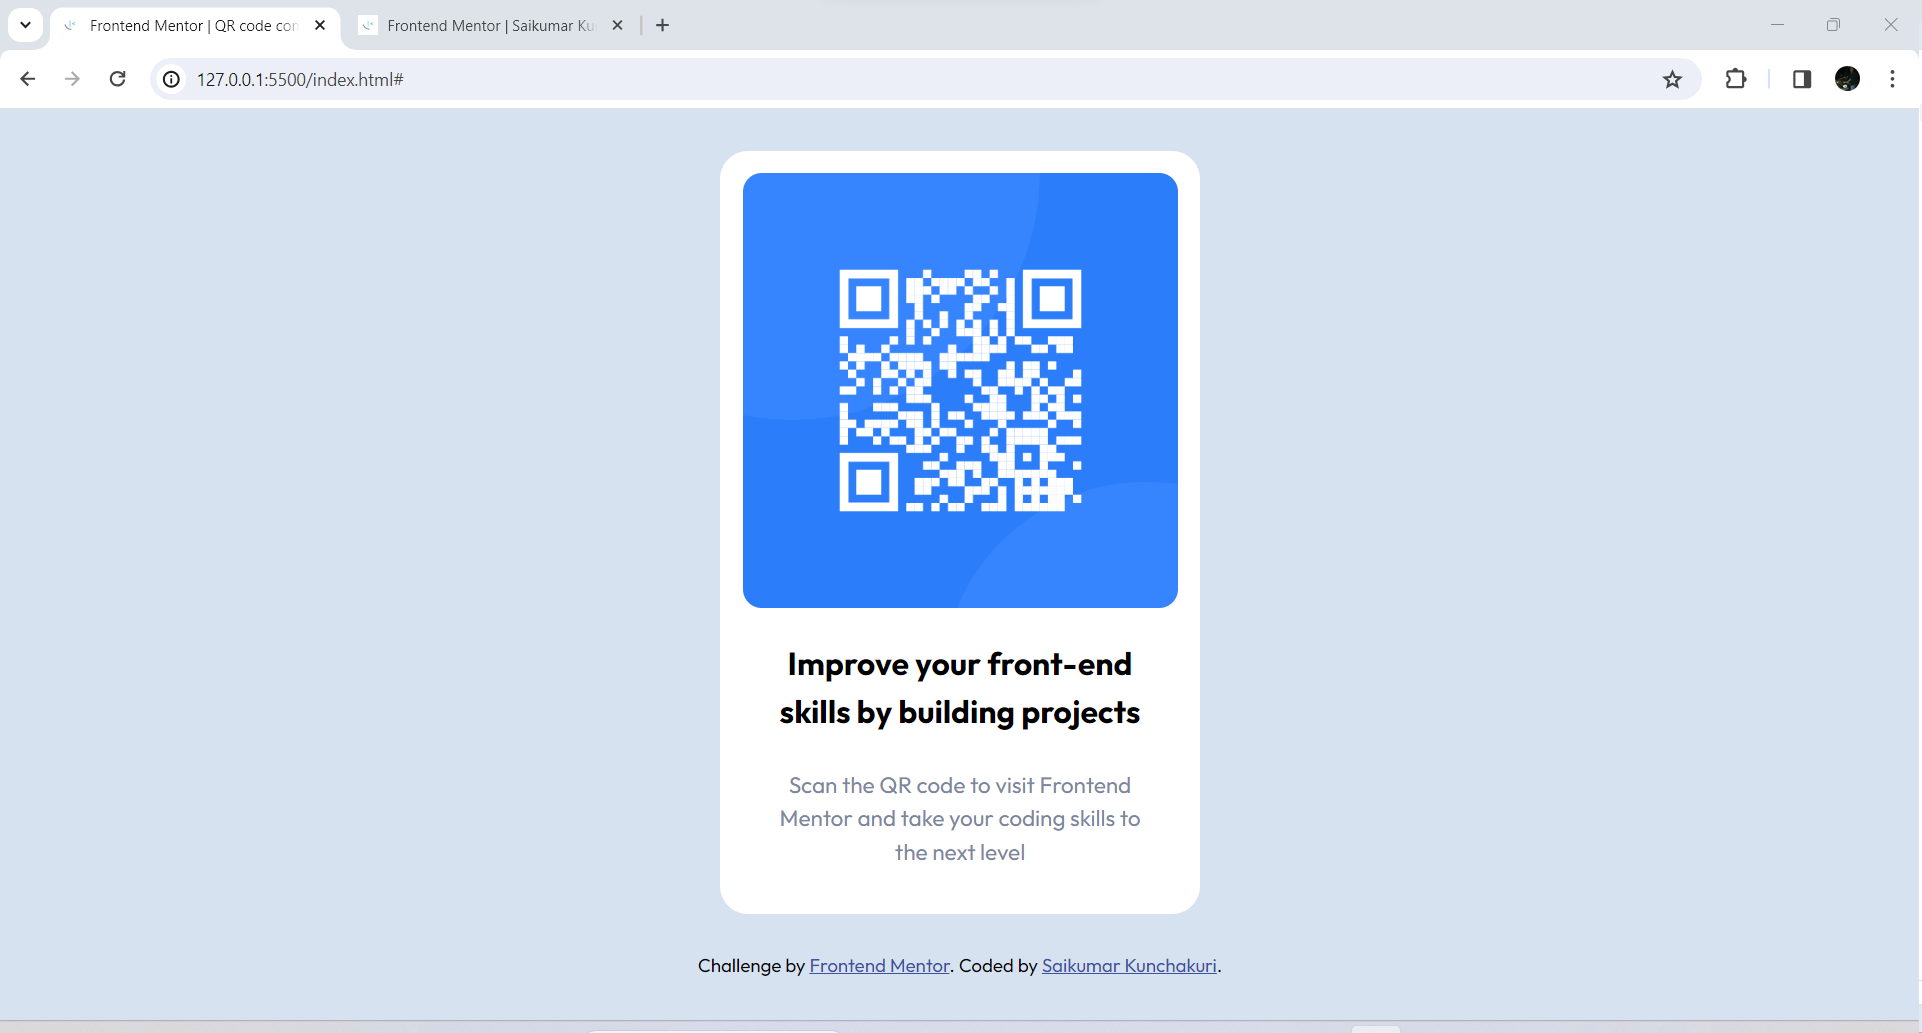 Frontend Mentor | QR code con
Frontend Mentor | Saikumar Ku
127.0.0.1:5500/index.html#
Improve your front-end
skills by building projects
Scan the QR code to visit Frontend
Mentor and take your coding skills to
the next level
Challenge by Frontend Mentor. Coded by Saikumar Kunchakuri.